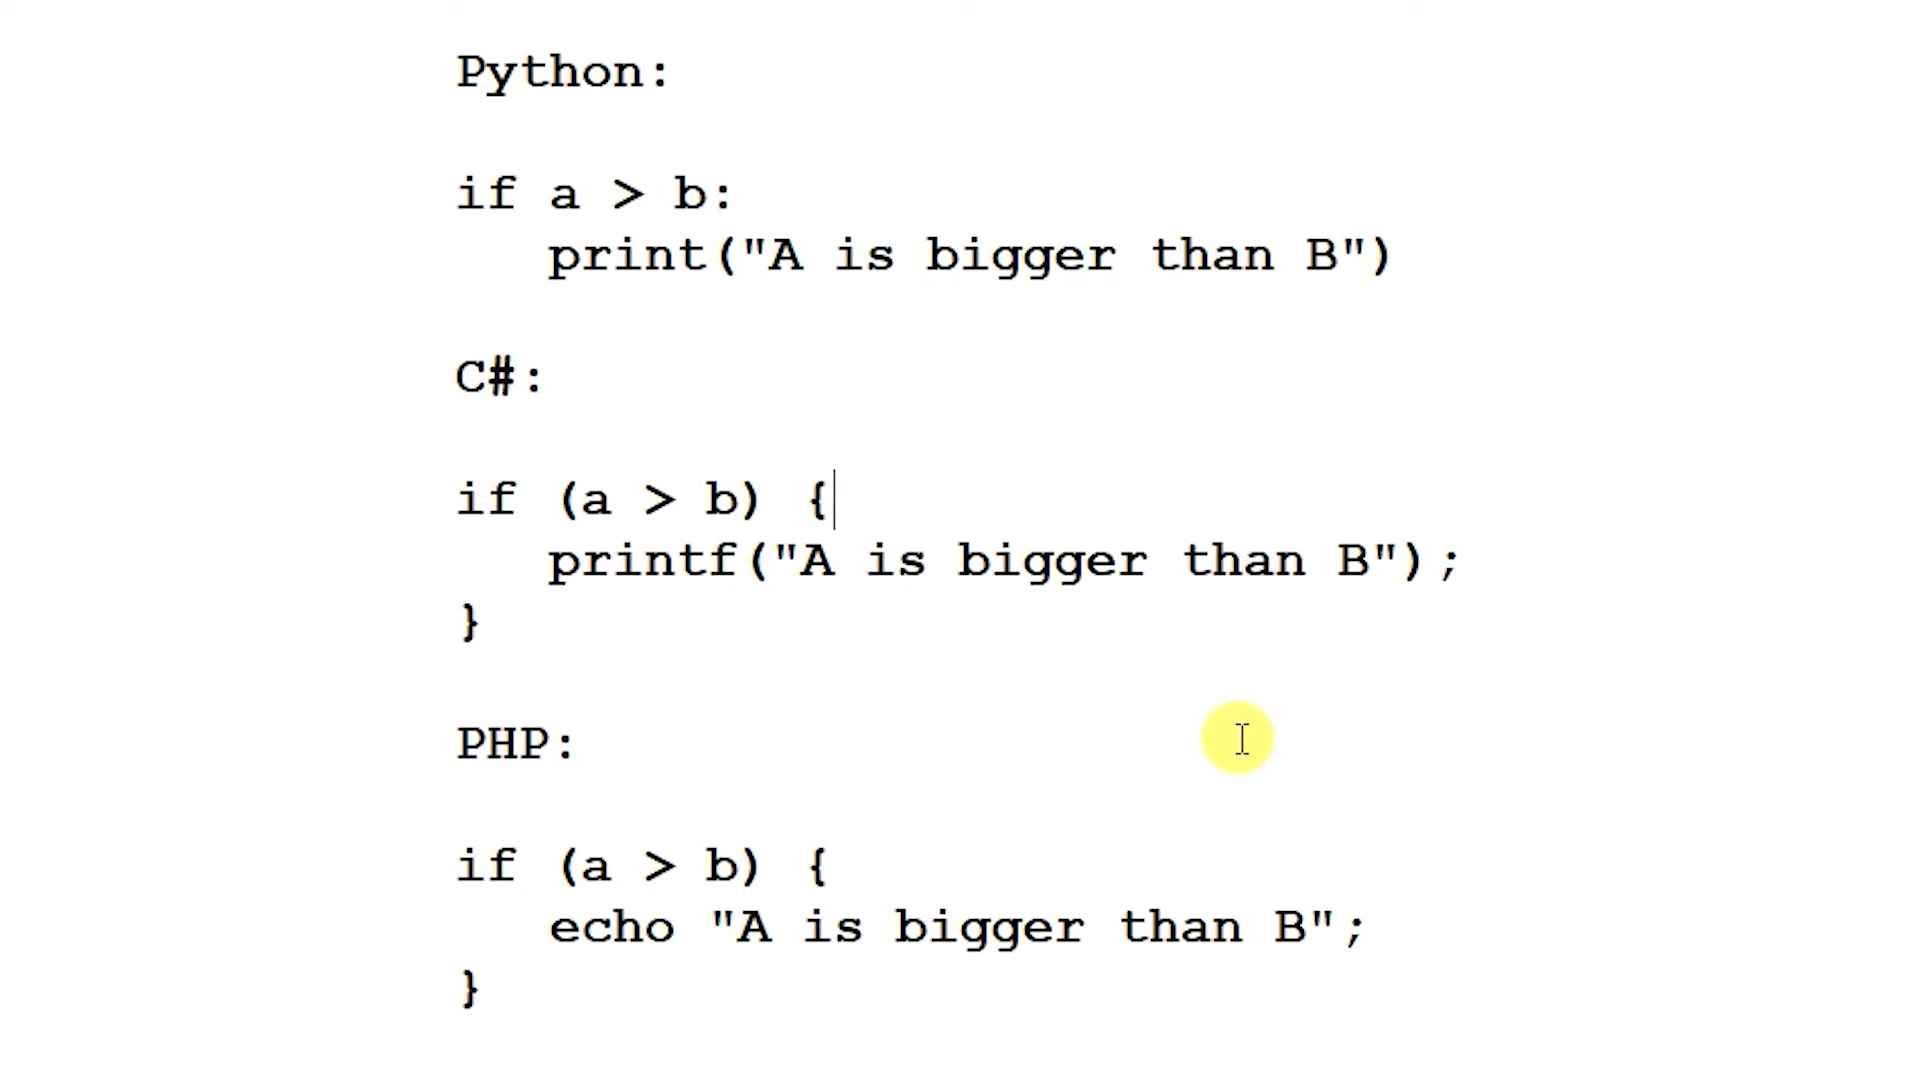 Python:
if a > b:
   print("A is bigger than B")
C#:
if (a > b) {
   printf("A is bigger than B");
}
PHP:
if (a > b) {
   echo "A is bigger than B";
}